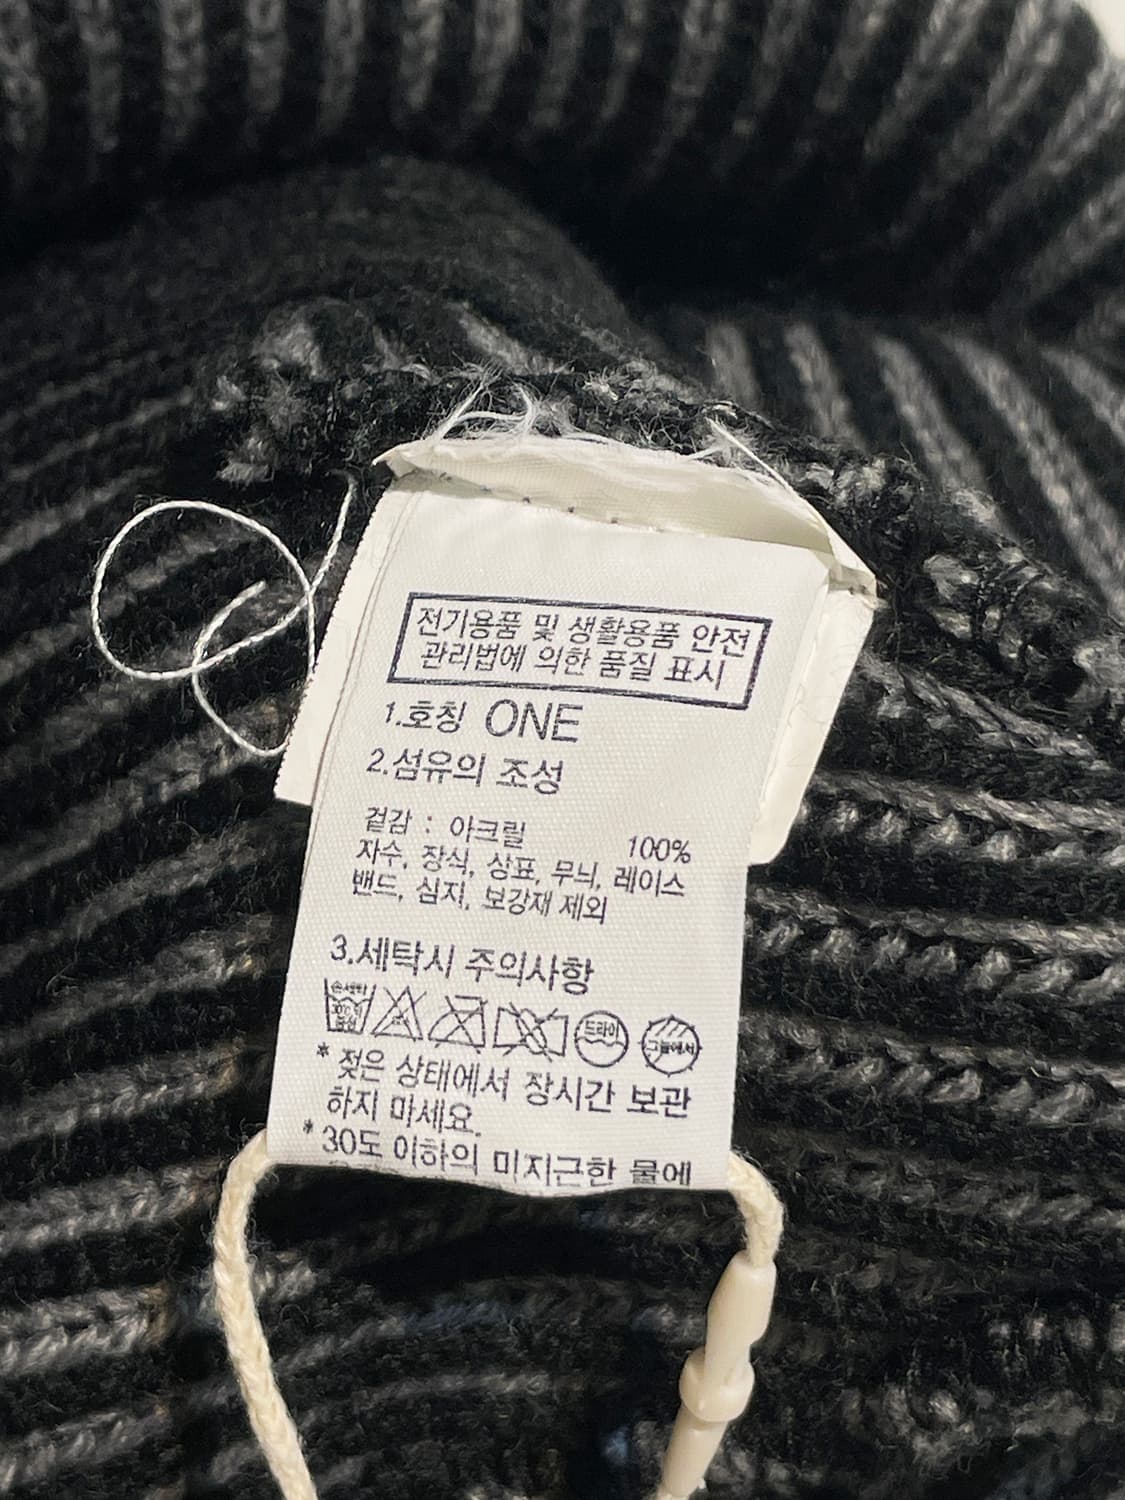 전기용품 및 생활용품 안전
관리법에 의한 품질 표시
1.호칭 ONE
2.섬유의 조성
겉감 : 아크릴 100%
자수, 장식, 상표, 무늬, 레이스
밴드, 심지, 보강재 제외
3.세탁시 주의사항
드라이
그늘에서
* 젖은 상태에서 장시간 보관
하지 마세요.
* 30도 이하의 미지근한 물에